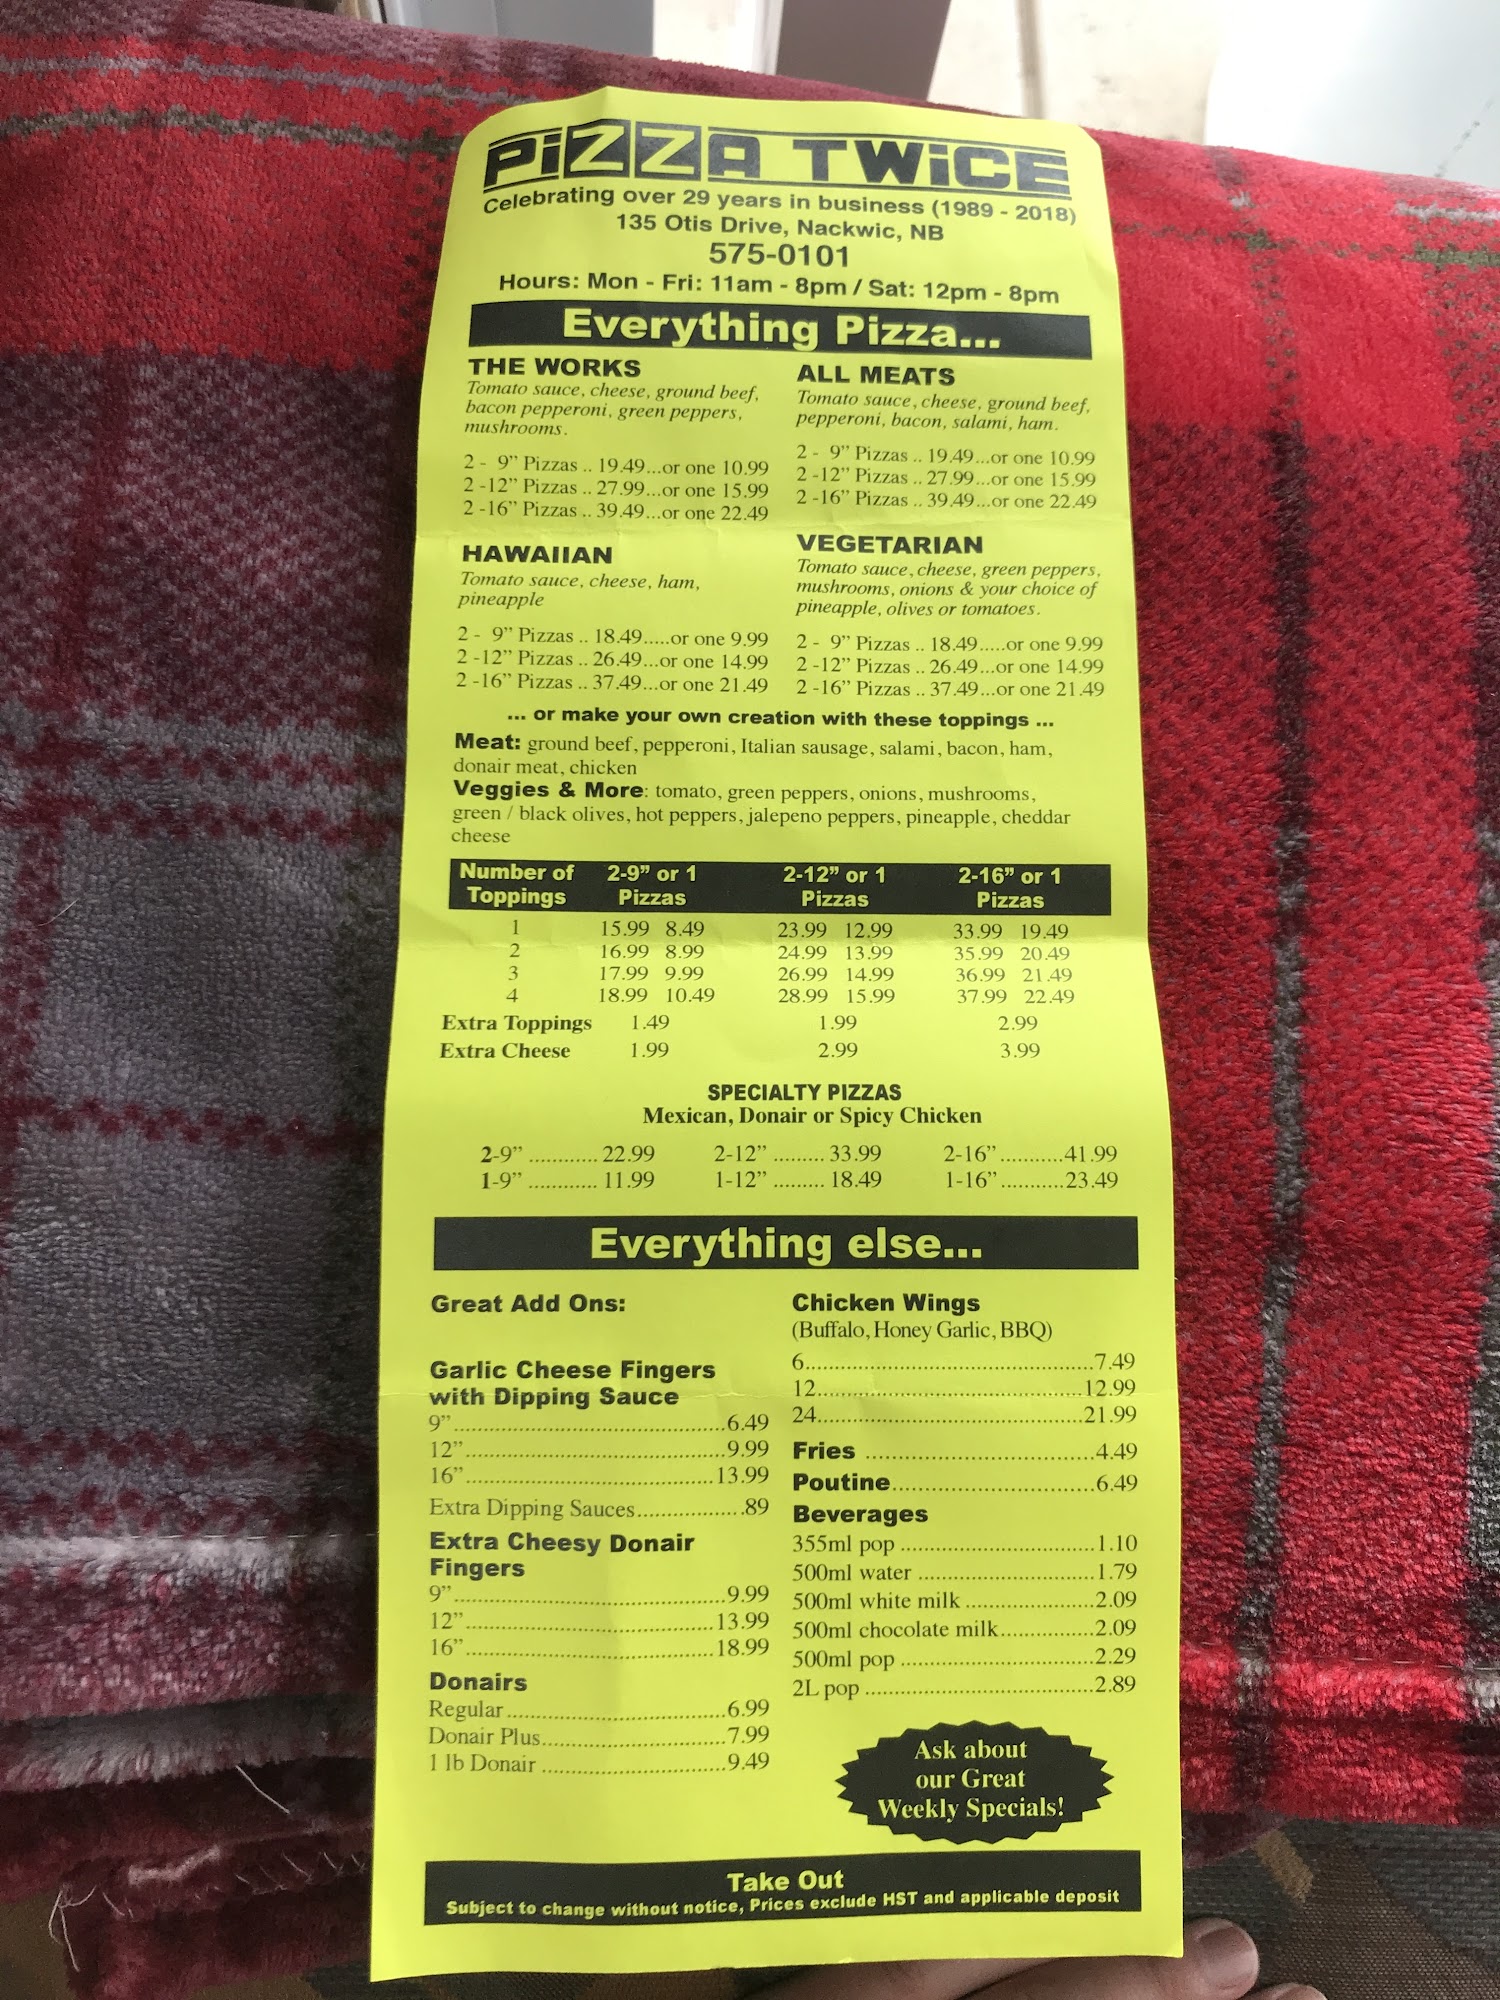 PiZZA TWiCE
Celebrating over 29 years in business (1989 - 2018)
135 Otis Drive, Nackwic, NB
575-0101
Hours: Mon - Fri: 11am - 8pm / Sat: 12pm - 8pm
Everything Pizza...
THE WORKS
Tomato sauce, cheese, ground beef,
bacon pepperoni, green peppers,
mushrooms.
2 - 9" Pizzas .. 19.49...or one 10.99
2 -12" Pizzas .. 27.99...or one 15.99
2 -16" Pizzas .. 39.49...or one 22.49
ALL MEATS
Tomato sauce, cheese, ground beef,
pepperoni, bacon, salami, ham.
2 - 9" Pizzas .. 19.49...or one 10.99
2 -12" Pizzas .. 27.99...or one 15.99
2 -16" Pizzas .. 39.49...or one 22.49
HAWAIIAN
Tomato sauce, cheese, ham,
pineapple
2 - 9" Pizzas .. 18.49.....or one 9.99
2 -12" Pizzas .. 26.49...or one 14.99
2 -16" Pizzas .. 37.49...or one 21.49
VEGETARIAN
Tomato sauce, cheese, green peppers,
mushrooms, onions & your choice of
pineapple, olives or tomatoes.
2 - 9" Pizzas .. 18.49.....or one 9.99
2 -12" Pizzas .. 26.49...or one 14.99
2 -16" Pizzas .. 37.49...or one 21.49
... or make your own creation with these toppings ...
Meat: ground beef, pepperoni, Italian sausage, salami, bacon, ham,
donair meat, chicken
Veggies & More: tomato, green peppers, onions, mushrooms,
green / black olives, hot peppers, jalepeno peppers, pineapple, cheddar
cheese
Number of 2-9" or 1 2-12" or 1 2-16" or 1
Toppings Pizzas Pizzas Pizzas
1 15.99 8.49 23.99 12.99 33.99 19.49
2 16.99 8.99 24.99 13.99 35.99 20.49
3 17.99 9.99 26.99 14.99 36.99 21.49
4 18.99 10.49 28.99 15.99 37.99 22.49
Extra Toppings 1.49 1.99 2.99
Extra Cheese 1.99 2.99 3.99
SPECIALTY PIZZAS
Mexican, Donair or Spicy Chicken
2-9" ............ 22.99 2-12" ......... 33.99 2-16"...........41.99
1-9" ............ 11.99 1-12" ......... 18.49 1-16"...........23.49
Everything else...
Great Add Ons:
Garlic Cheese Fingers
with Dipping Sauce
9"..........................................6.49
12"........................................9.99
16"......................................13.99
Extra Dipping Sauces..................89
Extra Cheesy Donair
Fingers
9"..........................................9.99
12"......................................13.99
16"......................................18.99
Donairs
Regular..................................6.99
Donair Plus............................7.99
1 lb Donair ............................9.49
Chicken Wings
(Buffalo, Honey Garlic, BBQ)
6............................................7.49
12........................................12.99
24........................................21.99
Fries ...................................4.49
Poutine...............................6.49
Beverages
355ml pop ..............................1.10
500ml water ...........................1.79
500ml white milk ....................2.09
500ml chocolate milk..............2.09
500ml pop ..............................2.29
2L pop ...................................2.89
Ask about
our Great
Weekly Specials!
Take Out
Subject to change without notice, Prices exclude HST and applicable deposit